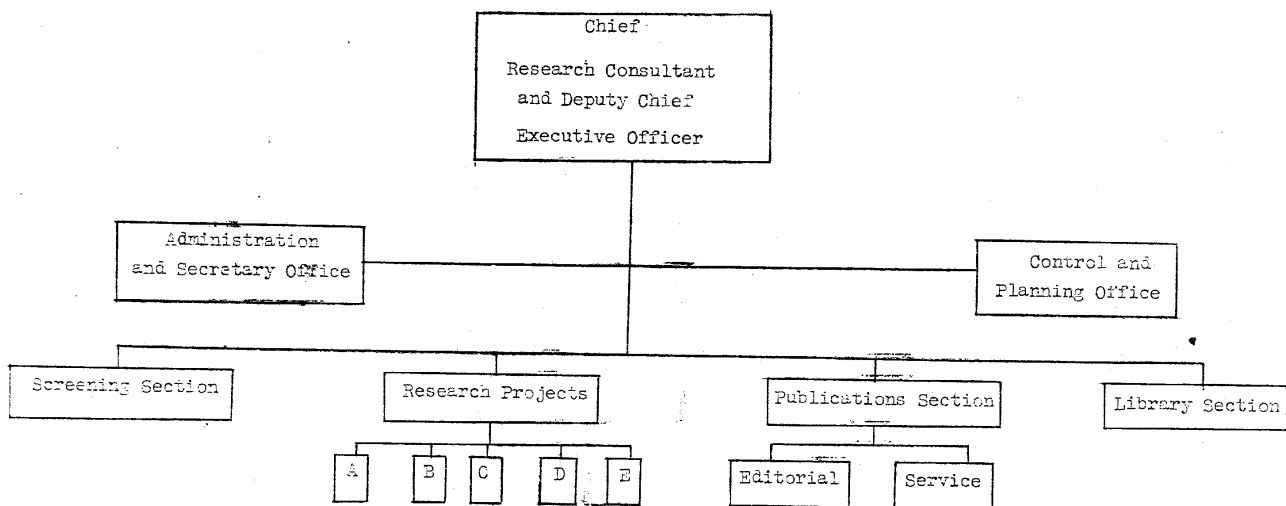 Chief
Research Consultant
and Deputy Chief
Executive Officer
Administration
and Secretary Office
Control and
Planning Office
Screening Section
Research Projects
Publications Section
Library Section
A
B
C
D
E
Editorial
Service